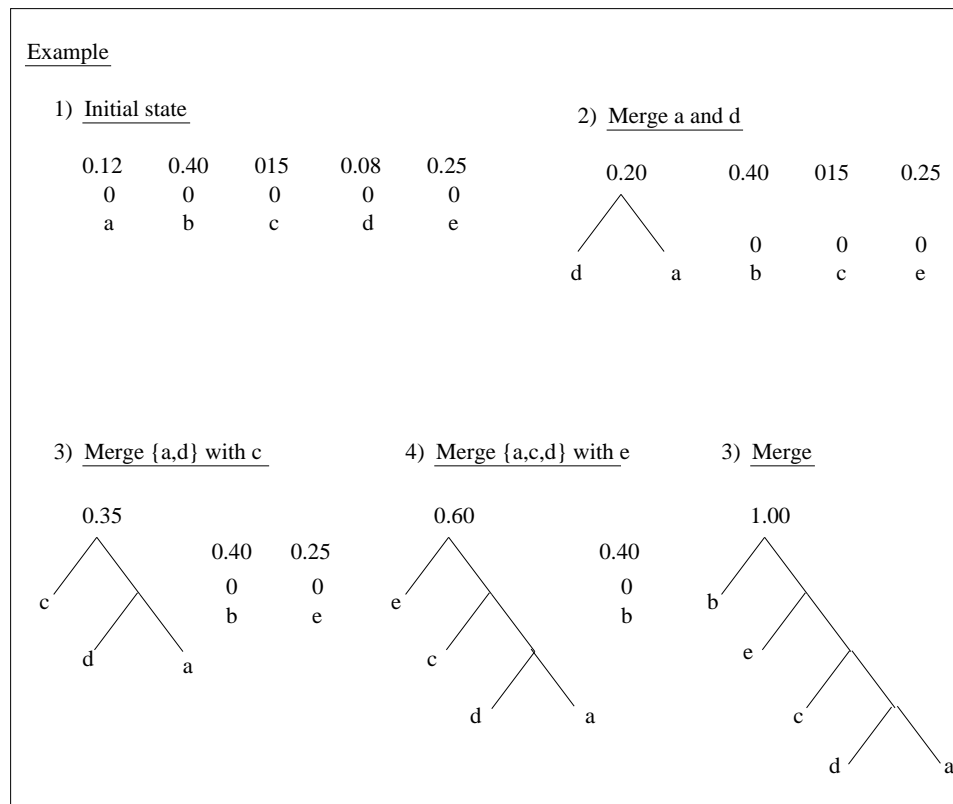 Example
1) Initial state
0.12 0.40 015 0.08 0.25
0 0 0 0 0
a b c d e
2) Merge a and d
0.20 0.40 015 0.25
0 0 0
d a b c e
3) Merge {a,d} with c
0.35
0.40 0.25
0 0
c
b e
d a
4) Merge {a,c,d} with e
0.60
0.40
0
e
b
c
d a
3) Merge
1.00
b
e
c
d a